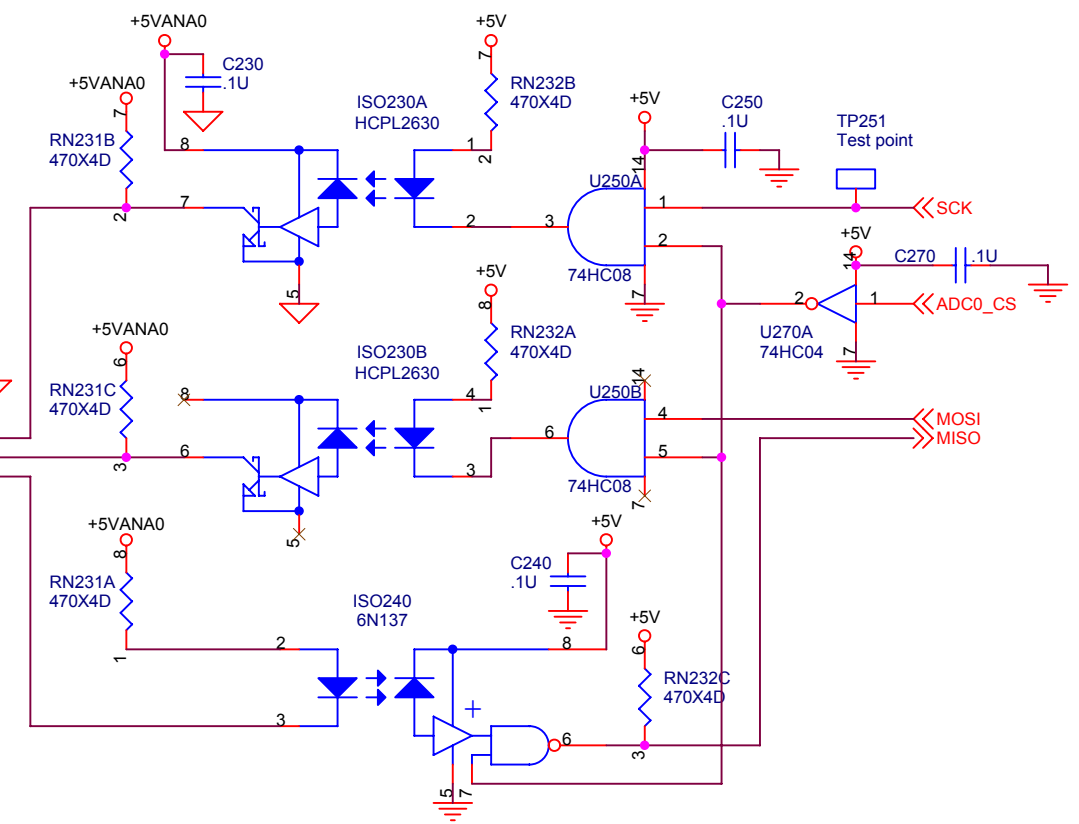 +5VANA0
C230
.1U
+5VANA0
7
RN231B
470X4D
2
8
7
5
ISO230A
HCPL2630
1
2
+5V
7
RN232B
470X4D
2
+5V
14
C250
.1U
U250A
3
1
2
74HC08
7
TP251
Test point
SCK
+5V
14
C270
.1U
2
1
ADC0_CS
U270A
74HC04
7
+5VANA0
6
RN231C
470X4D
3
8
6
5
ISO230B
HCPL2630
4
3
+5V
8
RN232A
470X4D
1
14
U250B
6
4
5
74HC08
7
MOSI
MISO
+5VANA0
8
RN231A
470X4D
1
ISO240
6N137
2
3
+5V
C240
.1U
8
+
6
5
7
+5V
6
RN232C
470X4D
3